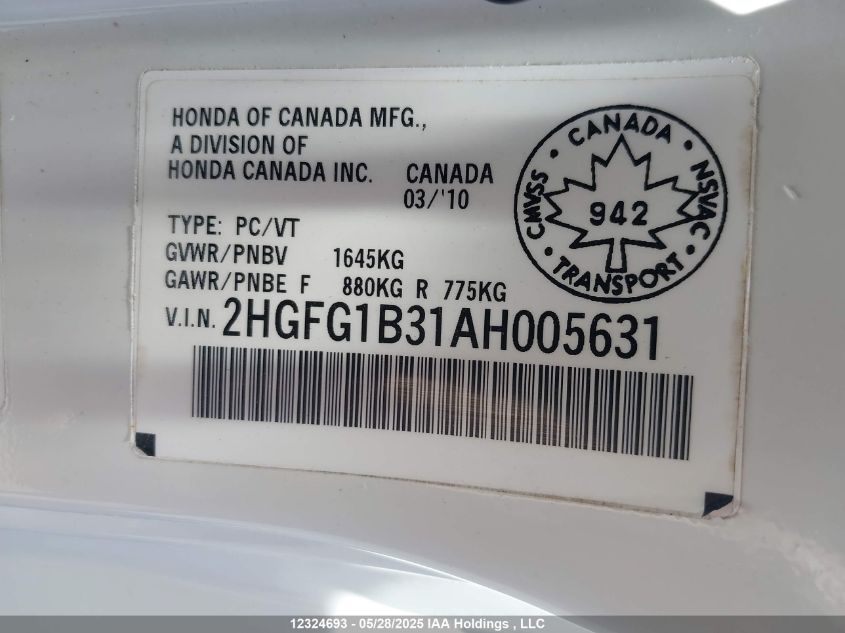 HONDA OF CANADA MFG.,
A DIVISION OF
HONDA CANADA INC. CANADA
03/'10
TYPE: PC/VT
GVWR/PNBV 1645KG
GAWR/PNBE F 880KG R 775KG
V.I.N. 2HGFG1B31AH005631
CMVSS • CANADA • NSVAC
942
• TRANSPORT •
12324693 - 05/28/2025 IAA Holdings , LLC